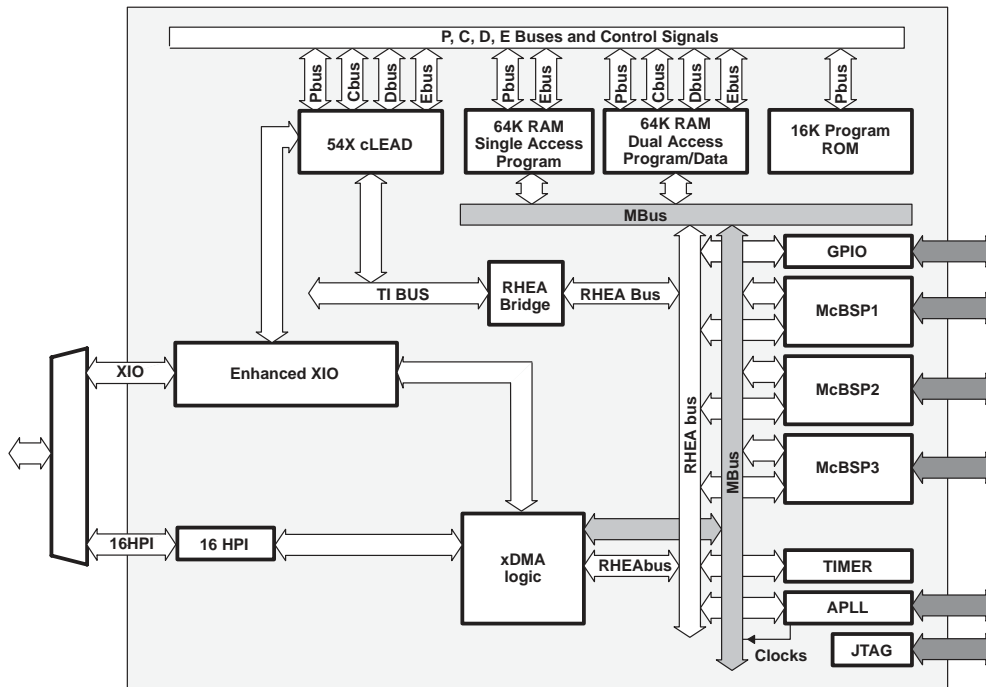 P, C, D, E Buses and Control Signals
Pbus
Cbus
Dbus
Ebus
Pbus
Ebus
Pbus
Cbus
Dbus
Ebus
Pbus
54X cLEAD
64K RAM
Single Access
Program
64K RAM
Dual Access
Program/Data
16K Program
ROM
MBus
GPIO
TI BUS
RHEA
Bridge
RHEA Bus
McBSP1
XIO
Enhanced XIO
McBSP2
RHEA bus
MBus
McBSP3
16HPI
16 HPI
xDMA
logic
RHEAbus
TIMER
APLL
Clocks
JTAG